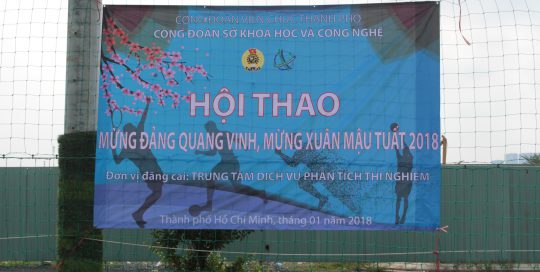 CÔNG ĐOÀN VIÊN CHỨC THÀNH PHỐ
CÔNG ĐOÀN SỞ KHOA HỌC VÀ CÔNG NGHỆ
HỘI THAO
MỪNG ĐẢNG QUANG VINH, MỪNG XUÂN MẬU TUẤT 2018
Đơn vị đăng cai: TRUNG TÂM DỊCH VỤ PHÂN TÍCH THÍ NGHIỆM
Thành phố Hồ Chí Minh, tháng 01 năm 2018